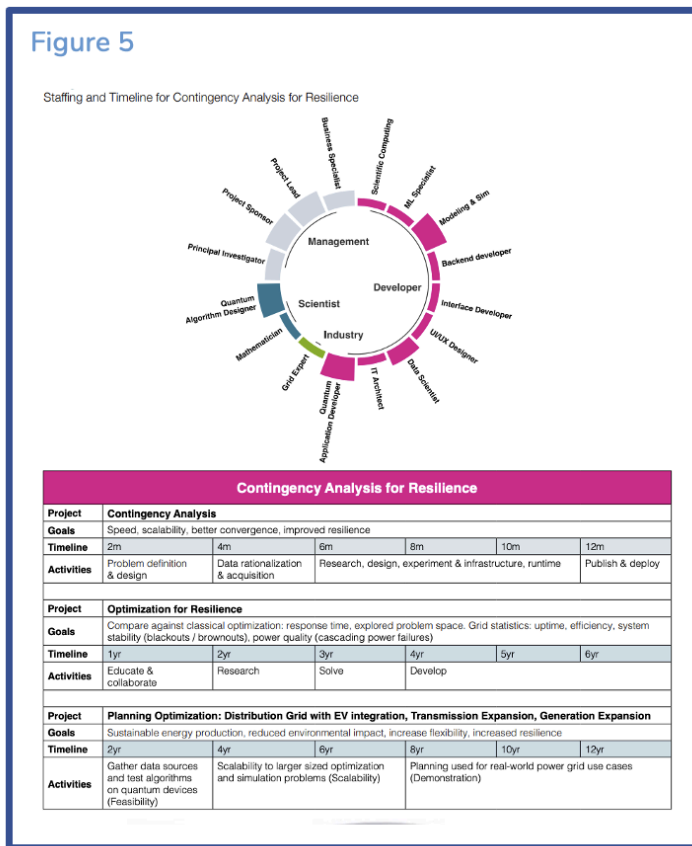 Figure 5
Staffing and Timeline for Contingency Analysis for Resilience
Business Specialist
Scientific Computing
Project Lead
ML Specialist
Project Sponsor
Modeling & Sim
Management
Principal Investigator
Backend developer
Developer
Quantum
Algorithm Designer
Scientist
Interface Developer
Mathematician
Industry
UI/UX Designer
Grid Expert
Data Scientist
Quantum
Application Developer
IT Architect
Contingency Analysis for Resilience
Project Contingency Analysis
Goals Speed, scalability, better convergence, improved resilience
Timeline 2m 4m 6m 8m 10m 12m
Activities Problem definition & design Data rationalization & acquisition Research, design, experiment & infrastructure, runtime Publish & deploy
Project Optimization for Resilience
Goals Compare against classical optimization: response time, explored problem space. Grid statistics: uptime, efficiency, system
stability (blackouts / brownouts), power quality (cascading power failures)
Timeline 1yr 2yr 3yr 4yr 5yr 6yr
Activities Educate & collaborate Research Solve Develop
Project Planning Optimization: Distribution Grid with EV integration, Transmission Expansion, Generation Expansion
Goals Sustainable energy production, reduced environmental impact, increase flexibility, increased resilience
Timeline 2yr 4yr 6yr 8yr 10yr 12yr
Activities Gather data sources and test algorithms on quantum devices (Feasibility) Scalability to larger sized optimization and simulation problems (Scalability) Planning used for real-world power grid use cases (Demonstration)